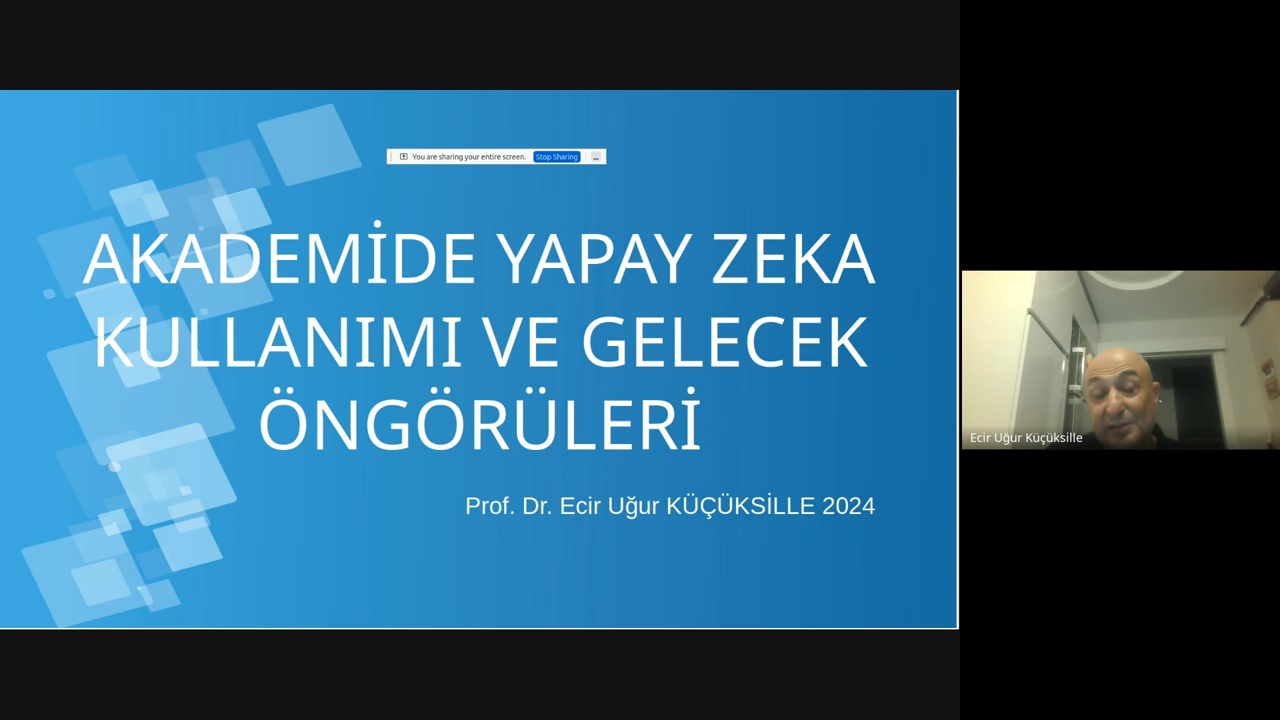 You are sharing your entire screen. Stop Sharing
AKADEMİDE YAPAY ZEKA
KULLANIMI VE GELECEK
ÖNGÖRÜLERİ
Prof. Dr. Ecir Uğur KÜÇÜKSİLLE 2024
Ecir Uğur Küçüksille